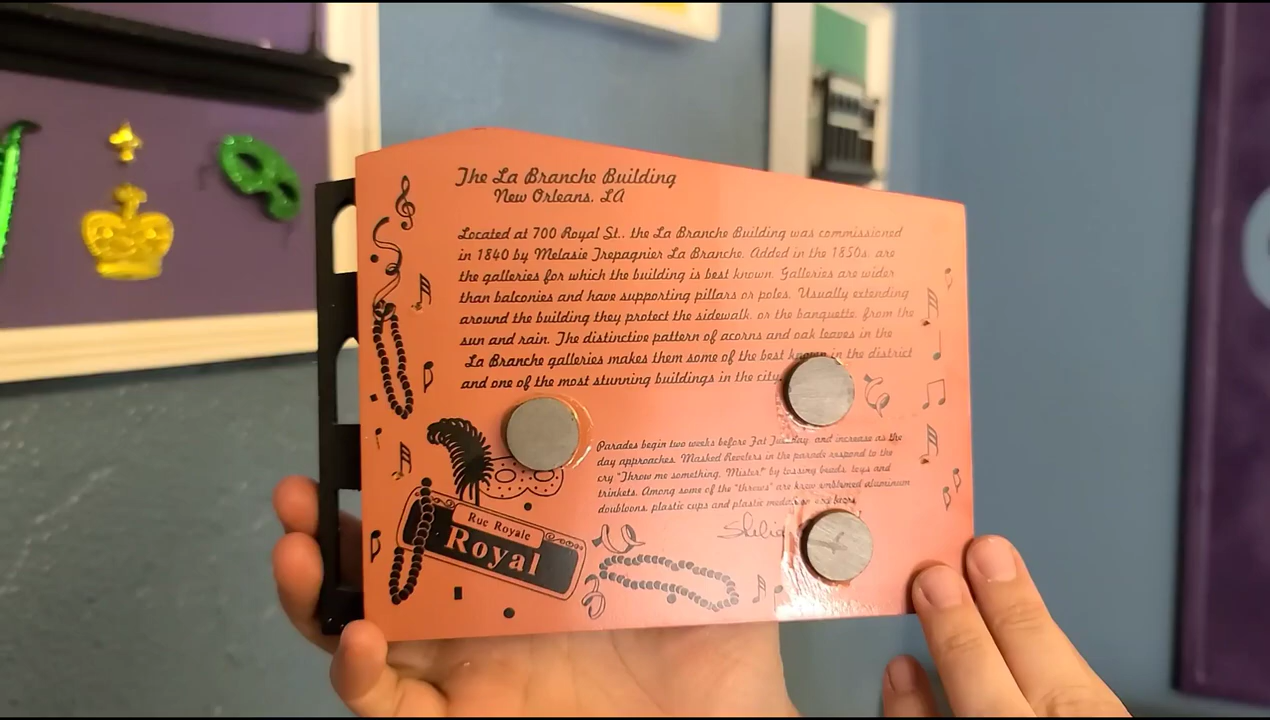 The La Branche Building
New Orleans, LA
Located at 700 Royal St., the La Branche Building was commissioned
in 1840 by Melasie Trepagnier La Branche. Added in the 1850s, are
the galleries for which the building is best known. Galleries are wider
than balconies and have supporting pillars or poles. Usually extending
around the building they protect the sidewalk, or the banquette, from the
sun and rain. The distinctive pattern of acorns and oak leaves in the
La Branche galleries makes them some of the best known in the district
and one of the most stunning buildings in the city.
Parades begin two weeks before Fat Tuesday, and increase as the
day approaches. Masked Revelers in the parade respond to the
cry "Throw me something, Mister!" by tossing beads, toys and
trinkets. Among some of the "throws" are krew emblemed aluminum
doubloons, plastic cups and plastic
Shelia
Rue Royale
Royal